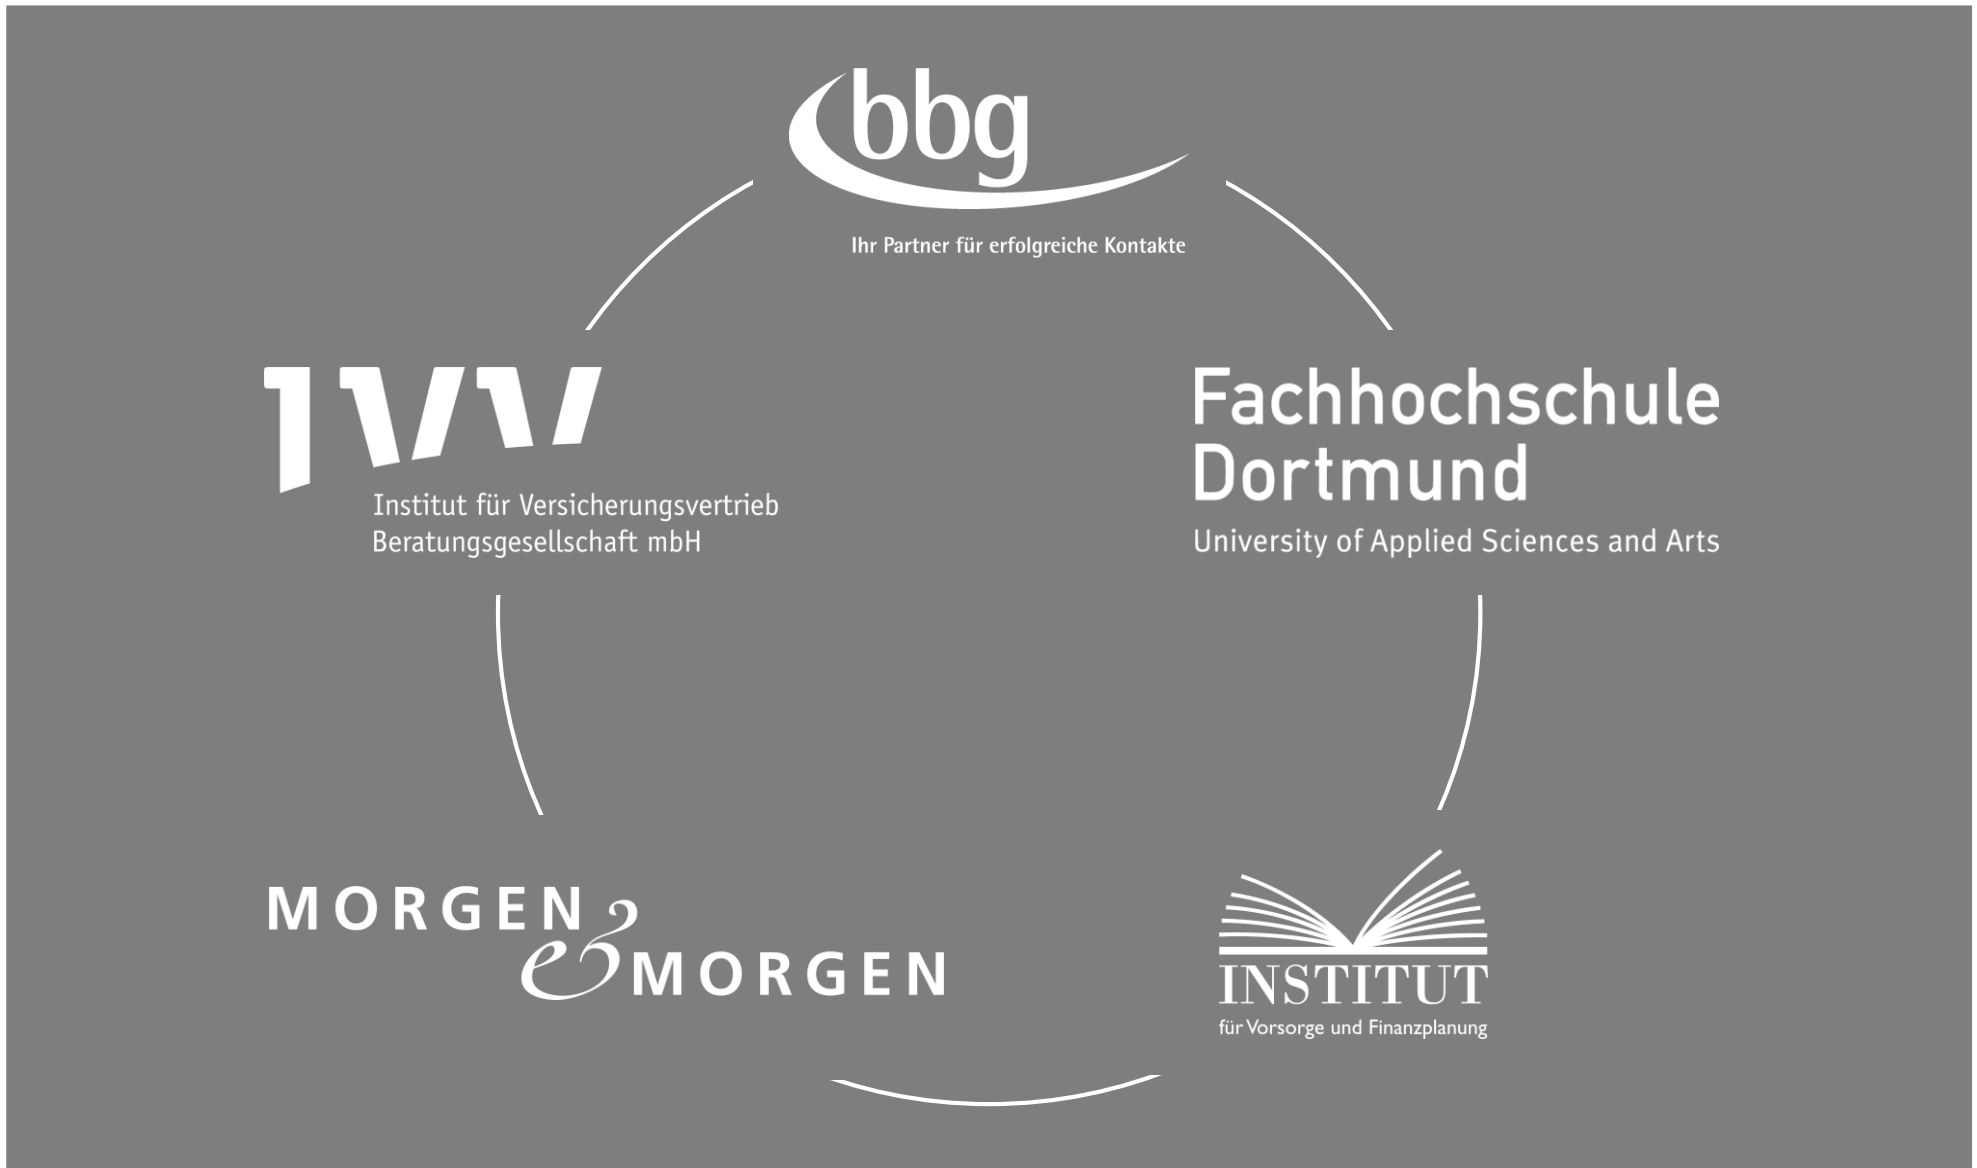 bbg
Ihr Partner für erfolgreiche Kontakte
IVV
Institut für Versicherungsvertrieb
Beratungsgesellschaft mbH
Fachhochschule
Dortmund
University of Applied Sciences and Arts
MORGEN
&
MORGEN
INSTITUT
für Vorsorge und Finanzplanung